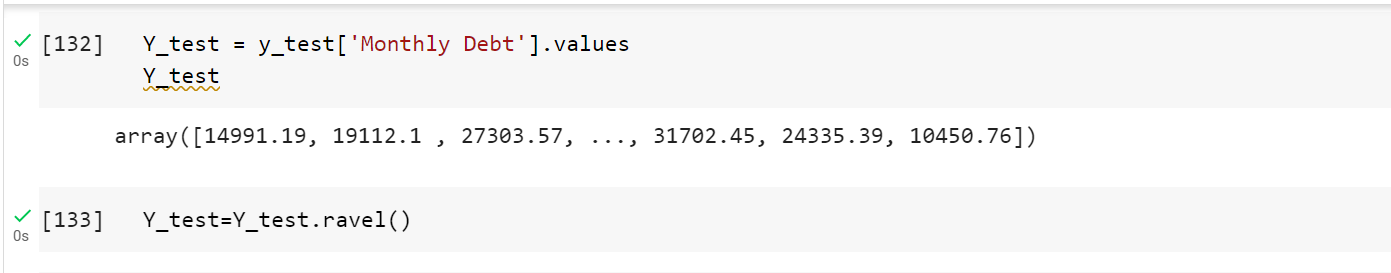 [132] Y_test = y_test['Monthly Debt'].values
0s
Y_test
array([14991.19, 19112.1 , 27303.57, ..., 31702.45, 24335.39, 10450.76])
[133] Y_test=Y_test.ravel()
0s